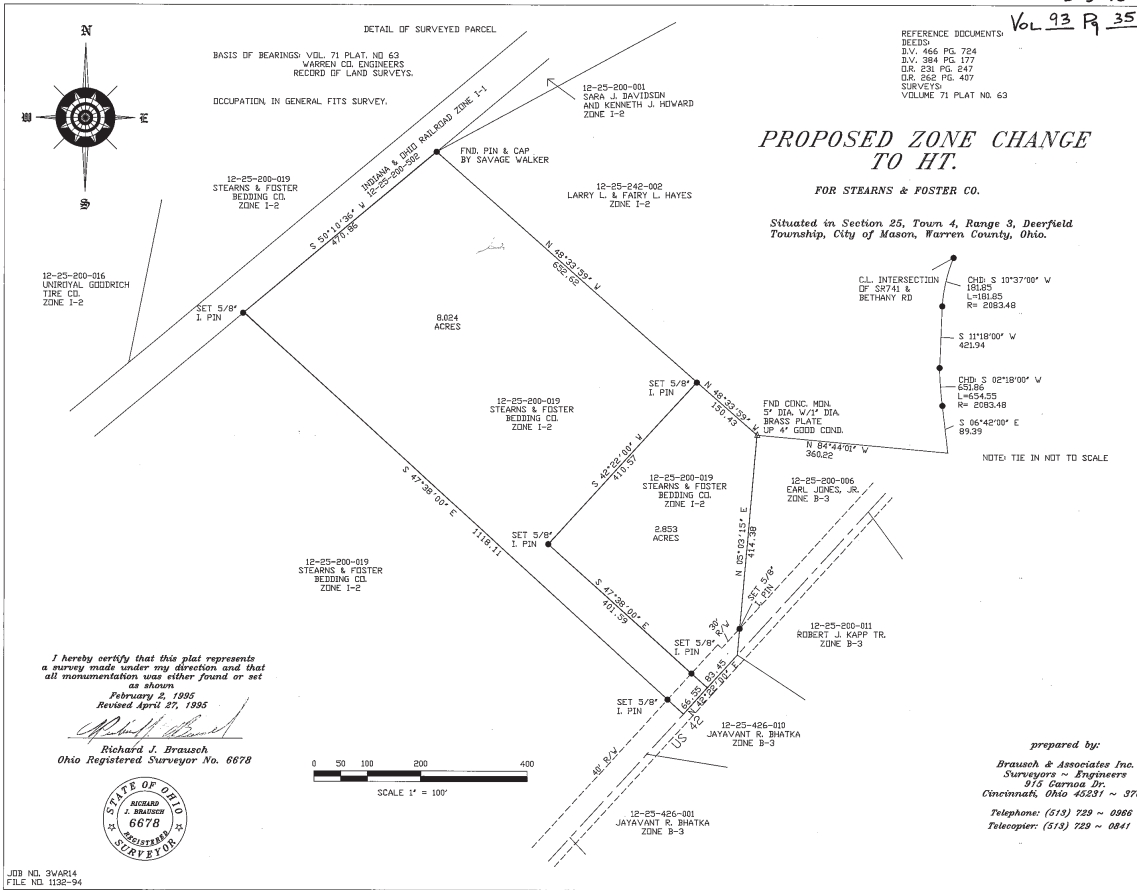 Vol 93 Pg 35
DETAIL OF SURVEYED PARCEL
BASIS OF BEARINGS: VOL. 71 PLAT. NO 63
WARREN CO. ENGINEERS
RECORD OF LAND SURVEYS.
OCCUPATION, IN GENERAL FITS SURVEY.
N
W
E
S
REFERENCE DOCUMENTS:
DEEDS:
D.V. 466 PG. 724
D.V. 384 PG. 177
O.R. 231 PG. 247
O.R. 262 PG. 407
SURVEYS:
VOLUME 71 PLAT NO. 63
PROPOSED ZONE CHANGE
TO HT.
FOR STEARNS & FOSTER CO.
Situated in Section 25, Town 4, Range 3, Deerfield
Township, City of Mason, Warren County, Ohio.
12-25-200-001
SARA J. DAVIDSON
AND KENNETH J. HOWARD
ZONE I-2
INDIANA & OHIO RAILROAD ZONE I-1
12-25-200-502
FND. PIN & CAP
BY SAVAGE WALKER
12-25-200-019
STEARNS & FOSTER
BEDDING CO.
ZONE I-2
12-25-242-002
LARRY L. & FAIRY L. HAYES
ZONE I-2
S 50°10'36" W
470.86
N 48°33'59" W
652.62
12-25-200-016
UNIROYAL GOODRICH
TIRE CO.
ZONE I-2
SET 5/8"
I. PIN
8.024
ACRES
C.L. INTERSECTION
OF SR741 &
BETHANY RD
CHD: S 10°37'00" W
181.85
L=181.85
R= 2083.48
S 11°18'00" W
421.94
CHD: S 02°18'00" W
651.86
L=654.55
R= 2083.48
S 06°42'00" E
89.39
NOTE: TIE IN NOT TO SCALE
SET 5/8"
I. PIN
N 48°33'59" W
150.43
FND CONC. MON.
5" DIA. W/1" DIA.
BRASS PLATE
UP 4" GOOD COND.
N 84°44'01" W
360.22
12-25-200-019
STEARNS & FOSTER
BEDDING CO.
ZONE I-2
S 42°22'00" W
410.57
12-25-200-019
STEARNS & FOSTER
BEDDING CO.
ZONE I-2
2.853
ACRES
12-25-200-006
EARL JONES, JR.
ZONE B-3
N 05°03'15" E
414.38
S 47°38'00" E
1118.11
SET 5/8"
I. PIN
12-25-200-019
STEARNS & FOSTER
BEDDING CO.
ZONE I-2
S 47°38'00" E
401.59
SET 5/8"
I. PIN
30'
R/W
12-25-200-011
ROBERT J. KAPP TR.
ZONE B-3
SET 5/8"
I. PIN
66.55
83.45
N 42°22'00" E
SET 5/8"
I. PIN
US 42
40' R/W
12-25-426-010
JAYAVANT R. BHATKA
ZONE B-3
12-25-426-001
JAYAVANT R. BHATKA
ZONE B-3
I hereby certify that this plat represents
a survey made under my direction and that
all monumentation was either found or set
as shown
February 2, 1995
Revised April 27, 1995
Richard J. Brausch
Ohio Registered Surveyor No. 6678
STATE OF OHIO
RICHARD
J. BRAUSCH
6678
REGISTERED
SURVEYOR
0 50 100 200 400
SCALE 1" = 100'
prepared by:
Brausch & Associates Inc.
Surveyors ~ Engineers
915 Garnoa Dr.
Cincinnati, Ohio 45231 ~
Telephone: (513) 729 ~ 0966
Telecopier: (513) 729 ~ 0841
JOB NO. 3WAR14
FILE NO. 1132-94